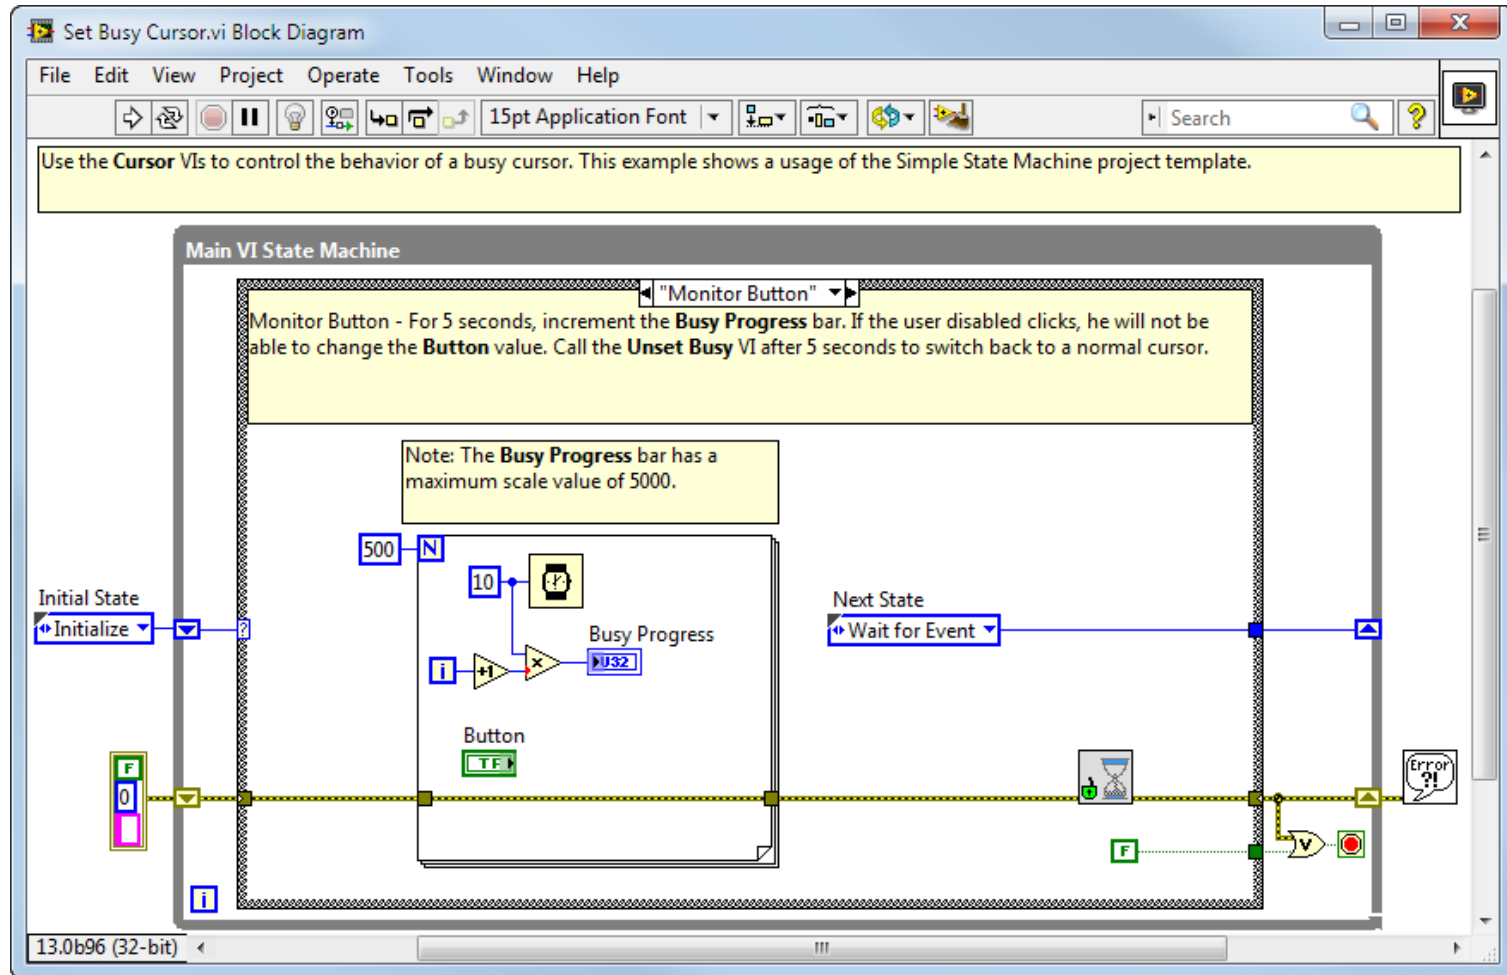 Set Busy Cursor.vi Block Diagram
File Edit View Project Operate Tools Window Help
15pt Application Font
Search
?
Use the Cursor VIs to control the behavior of a busy cursor. This example shows a usage of the Simple State Machine project template.
Main VI State Machine
"Monitor Button"
Monitor Button - For 5 seconds, increment the Busy Progress bar. If the user disabled clicks, he will not be
able to change the Button value. Call the Unset Busy VI after 5 seconds to switch back to a normal cursor.
Note: The Busy Progress bar has a
maximum scale value of 5000.
500 N
10
Initial State
Initialize
?
Next State
Wait for Event
Busy Progress
U32
i +1 x
Button
TF
F
0
Error
?!
F V
i
13.0b96 (32-bit)